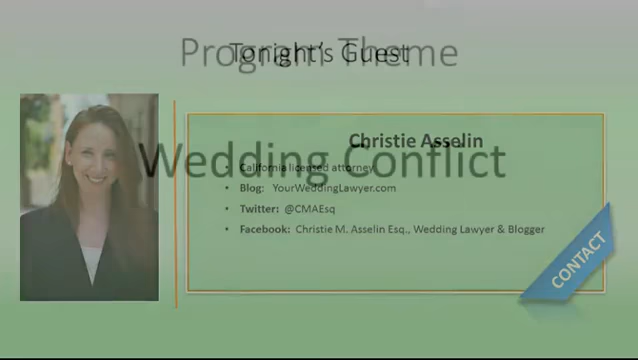 Program Theme
Tonight's Guest
Christie Asselin
Wedding Conflict
California licensed attorney
• Blog: YourWeddingLawyer.com
• Twitter: @CMAEsq
• Facebook: Christie M. Asselin Esq., Wedding Lawyer & Blogger
CONTACT